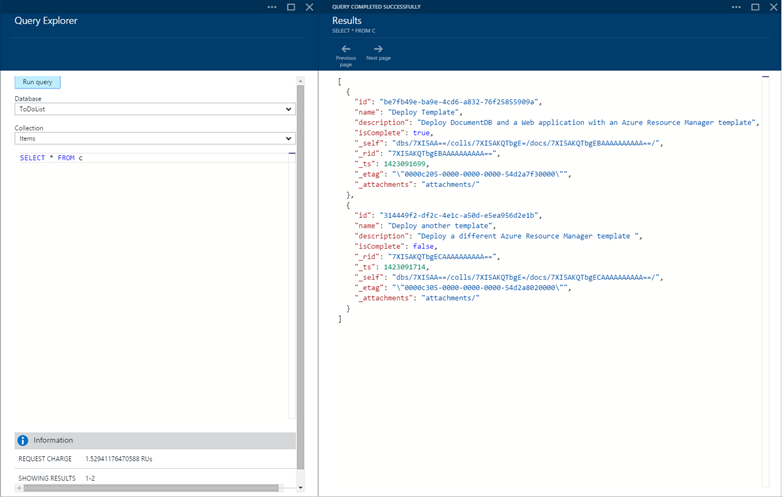 Query Explorer
Run query
Database
ToDoList
Collection
Items
SELECT * FROM c
Information
REQUEST CHARGE 1.52941176470588 RUs
SHOWING RESULTS 1-2
QUERY COMPLETED SUCCESSFULLY
Results
SELECT * FROM C
Previous page
Next page
[
{
"id": "be7fb49e-ba9e-4cd6-a832-76f25855909a",
"name": "Deploy Template",
"description": "Deploy DocumentDB and a Web application with an Azure Resource Manager template",
"isComplete": true,
"_self": "dbs/7XISAA==/colls/7XISAKQTbgE=/docs/7XISAKQTbgEBAAAAAAAAAA==/",
"_rid": "7XISAKQTbgEBAAAAAAAAAA==",
"_ts": 1423091699,
"_etag": "\"0000c205-0000-0000-0000-54d2a7f30000\"",
"_attachments": "attachments/"
},
{
"id": "314449f2-df2c-4e1c-a50d-e5ea956d2e1b",
"name": "Deploy another template",
"description": "Deploy a different Azure Resource Manager template ",
"isComplete": false,
"_rid": "7XISAKQTbgECAAAAAAAAAA==",
"_ts": 1423091714,
"_self": "dbs/7XISAA==/colls/7XISAKQTbgE=/docs/7XISAKQTbgECAAAAAAAAAA==/",
"_etag": "\"0000c305-0000-0000-0000-54d2a8020000\"",
"_attachments": "attachments/"
}
]